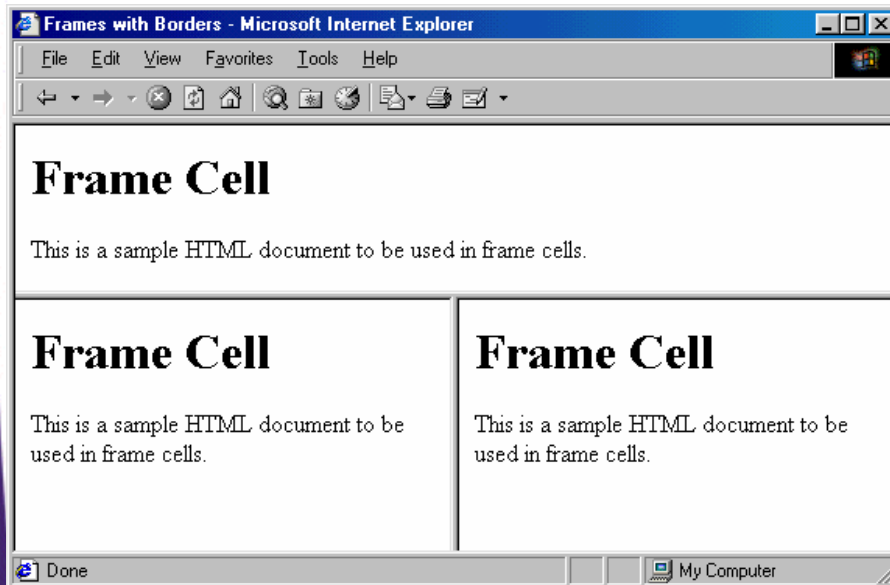 Frames with Borders - Microsoft Internet Explorer
File Edit View Favorites Tools Help
Frame Cell
This is a sample HTML document to be used in frame cells.
Frame Cell
This is a sample HTML document to be
used in frame cells.
Frame Cell
This is a sample HTML document to be
used in frame cells.
Done
My Computer